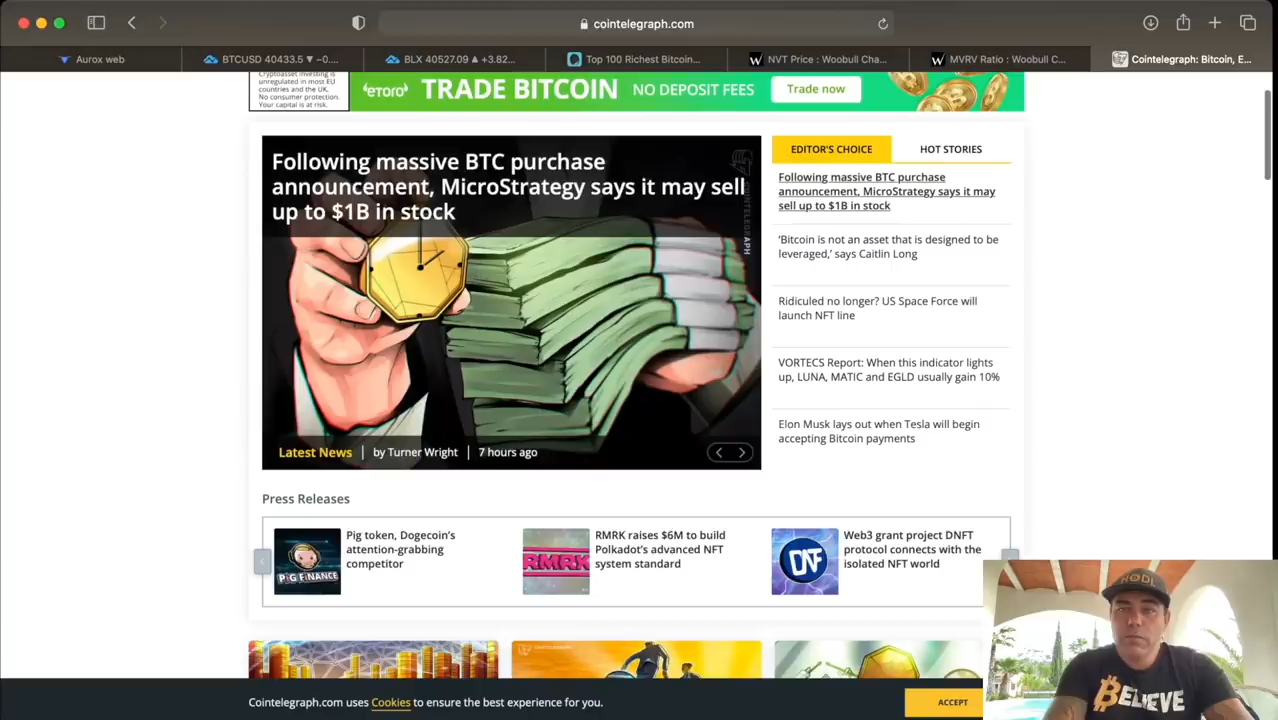 cointelegraph.com
Aurox web
BTCUSD 40433.5 ▼ −0....
BLX 40527.09 ▲ +3.82...
Top 100 Richest Bitcoin...
NVT Price : Woobull Cha...
MVRV Ratio : Woobull C...
Cointelegraph: Bitcoin, E...
Cryptoasset investing is
unregulated in most EU
countries and the UK.
No consumer protection.
Your capital is at risk.
eToro
TRADE BITCOIN
NO DEPOSIT FEES
Trade now
Following massive BTC purchase
announcement, MicroStrategy says it may sell
up to $1B in stock
COINTELEGRAPH
Latest News
by Turner Wright
7 hours ago
EDITOR'S CHOICE
HOT STORIES
Following massive BTC purchase
announcement, MicroStrategy says it may
sell up to $1B in stock
‘Bitcoin is not an asset that is designed to be
leveraged,’ says Caitlin Long
Ridiculed no longer? US Space Force will
launch NFT line
VORTECS Report: When this indicator lights
up, LUNA, MATIC and EGLD usually gain 10%
Elon Musk lays out when Tesla will begin
accepting Bitcoin payments
Press Releases
PIG FINANCE
Pig token, Dogecoin’s
attention-grabbing
competitor
RMRK
RMRK raises $6M to build
Polkadot’s advanced NFT
system standard
DNF
Web3 grant project DNFT
protocol connects with the
isolated NFT world
Cointelegraph.com uses Cookies to ensure the best experience for you.
ACCEPT
HODL
BELIEVE